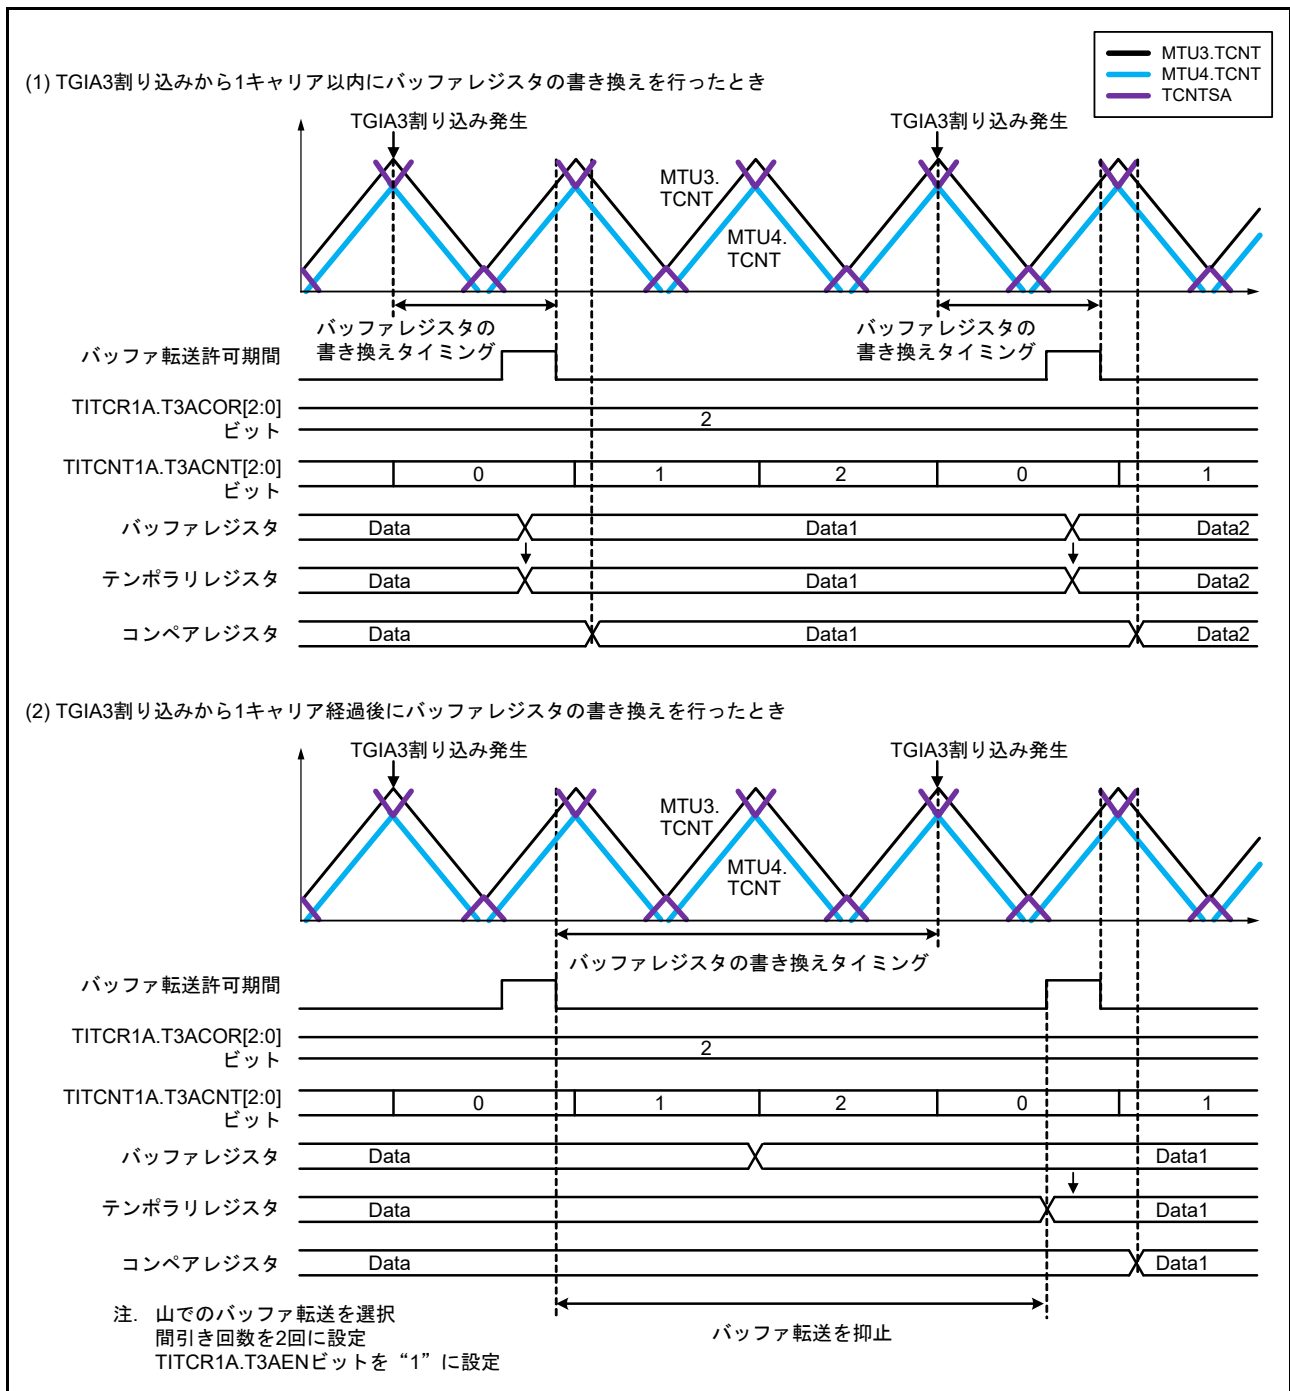 MTU3.TCNT
MTU4.TCNT
TCNTSA
(1) TGIA3割り込みから1キャリア以内にバッファレジスタの書き換えを行ったとき
TGIA3割り込み発生
TGIA3割り込み発生
MTU3.
TCNT
MTU4.
TCNT
バッファレジスタの
書き換えタイミング
バッファレジスタの
書き換えタイミング
バッファ転送許可期間
TITCR1A.T3ACOR[2:0]
ビット
2
TITCNT1A.T3ACNT[2:0]
ビット
0 1 2 0 1
バッファレジスタ Data Data1 Data2
テンポラリレジスタ Data Data1 Data2
コンペアレジスタ Data Data1 Data2
(2) TGIA3割り込みから1キャリア経過後にバッファレジスタの書き換えを行ったとき
TGIA3割り込み発生
TGIA3割り込み発生
MTU3.
TCNT
MTU4.
TCNT
バッファレジスタの書き換えタイミング
バッファ転送許可期間
TITCR1A.T3ACOR[2:0]
ビット
2
TITCNT1A.T3ACNT[2:0]
ビット
0 1 2 0 1
バッファレジスタ Data Data1
テンポラリレジスタ Data Data1
コンペアレジスタ Data Data1
バッファ転送を抑止
注. 山でのバッファ転送を選択
間引き回数を2回に設定
TITCR1A.T3AENビットを“1”に設定